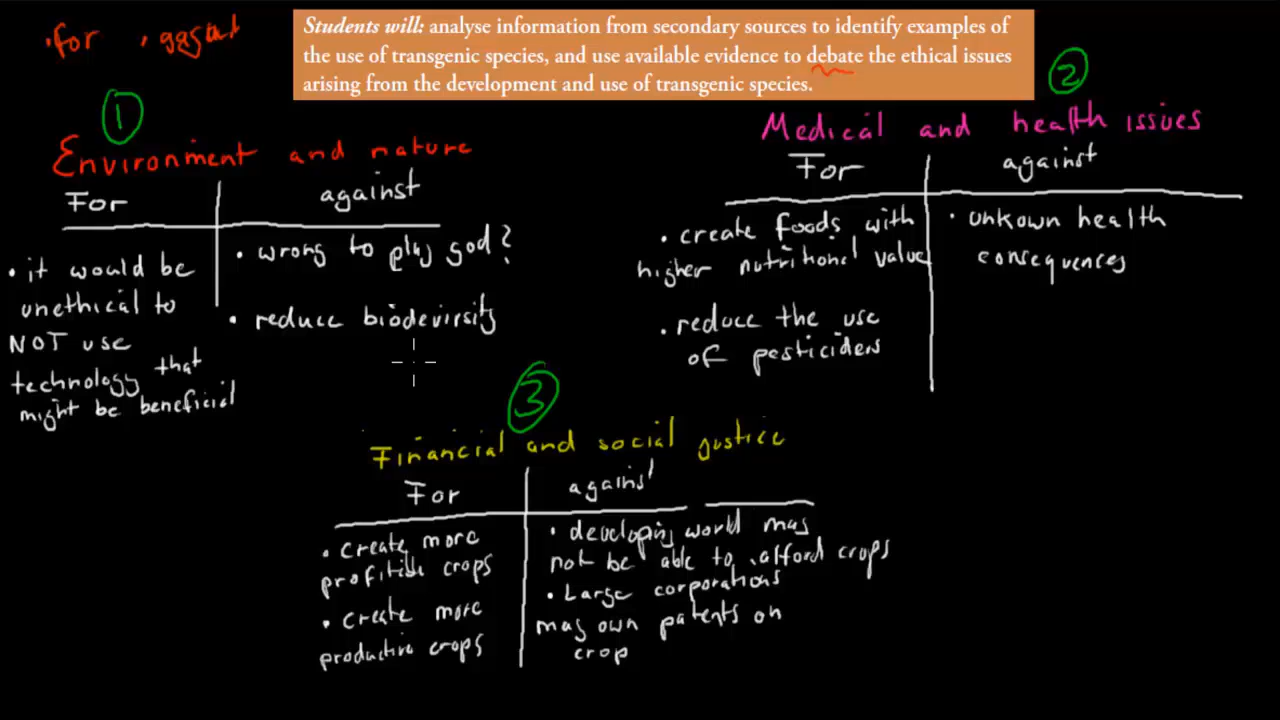 ·for · against
Students will: analyse information from secondary sources to identify examples of
the use of transgenic species, and use available evidence to debate the ethical issues
arising from the development and use of transgenic species.
1
Environment and nature
For against
· it would be
unethical to
NOT use
technology that
might be beneficial
· wrong to play god?
· reduce biodevirsity
2
Medical and health issues
For against
· create foods with
higher nutritional value
· reduce the use
of pesticiders
· unkown health
consequences
3
Financial and social justice
For against
· create more
profitible crops
· create more
productive crops
· developing world may
not be able to afford crops
· Large corporations
may own patents on
crop